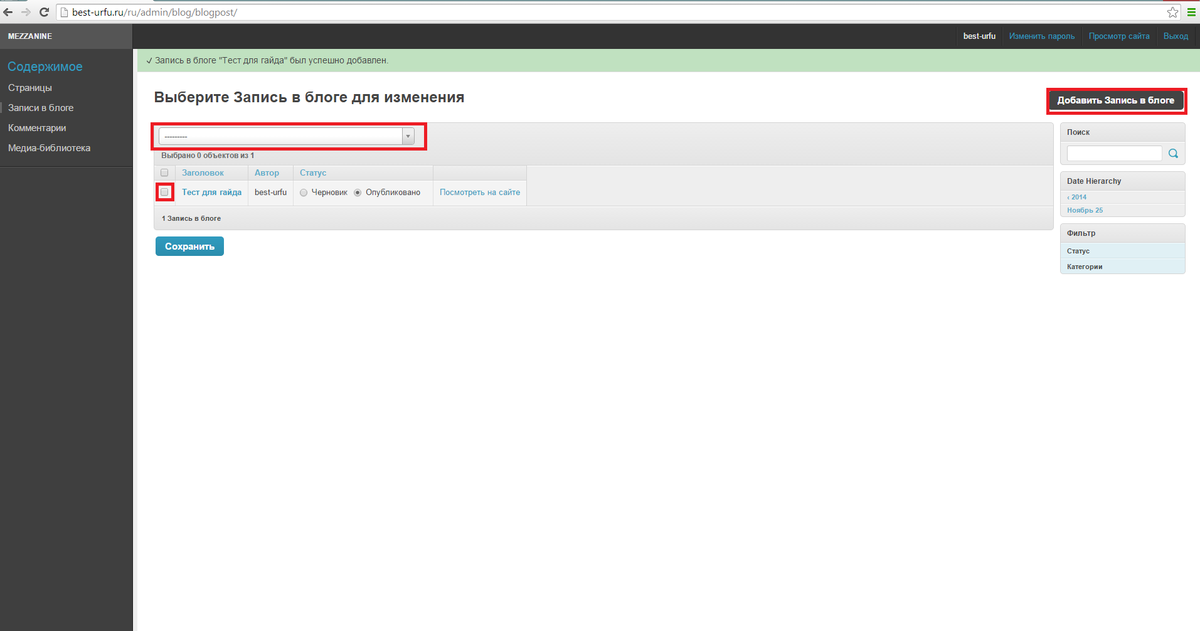 best-urfu.ru/ru/admin/blog/blogpost/
MEZZANINE
best-urfu Изменить пароль Просмотр сайта Выход
Содержимое
Страницы
Записи в блоге
Комментарии
Медиа-библиотека
✓ Запись в блоге "Тест для гайда" был успешно добавлен.
Выберите Запись в блоге для изменения
Добавить Запись в блоге
---------
Выбрано 0 объектов из 1
Заголовок Автор Статус
Тест для гайда best-urfu Черновик Опубликовано Посмотреть на сайте
1 Запись в блоге
Сохранить
Поиск
Date Hierarchy
‹ 2014
Ноябрь 25
Фильтр
Статус
Категории